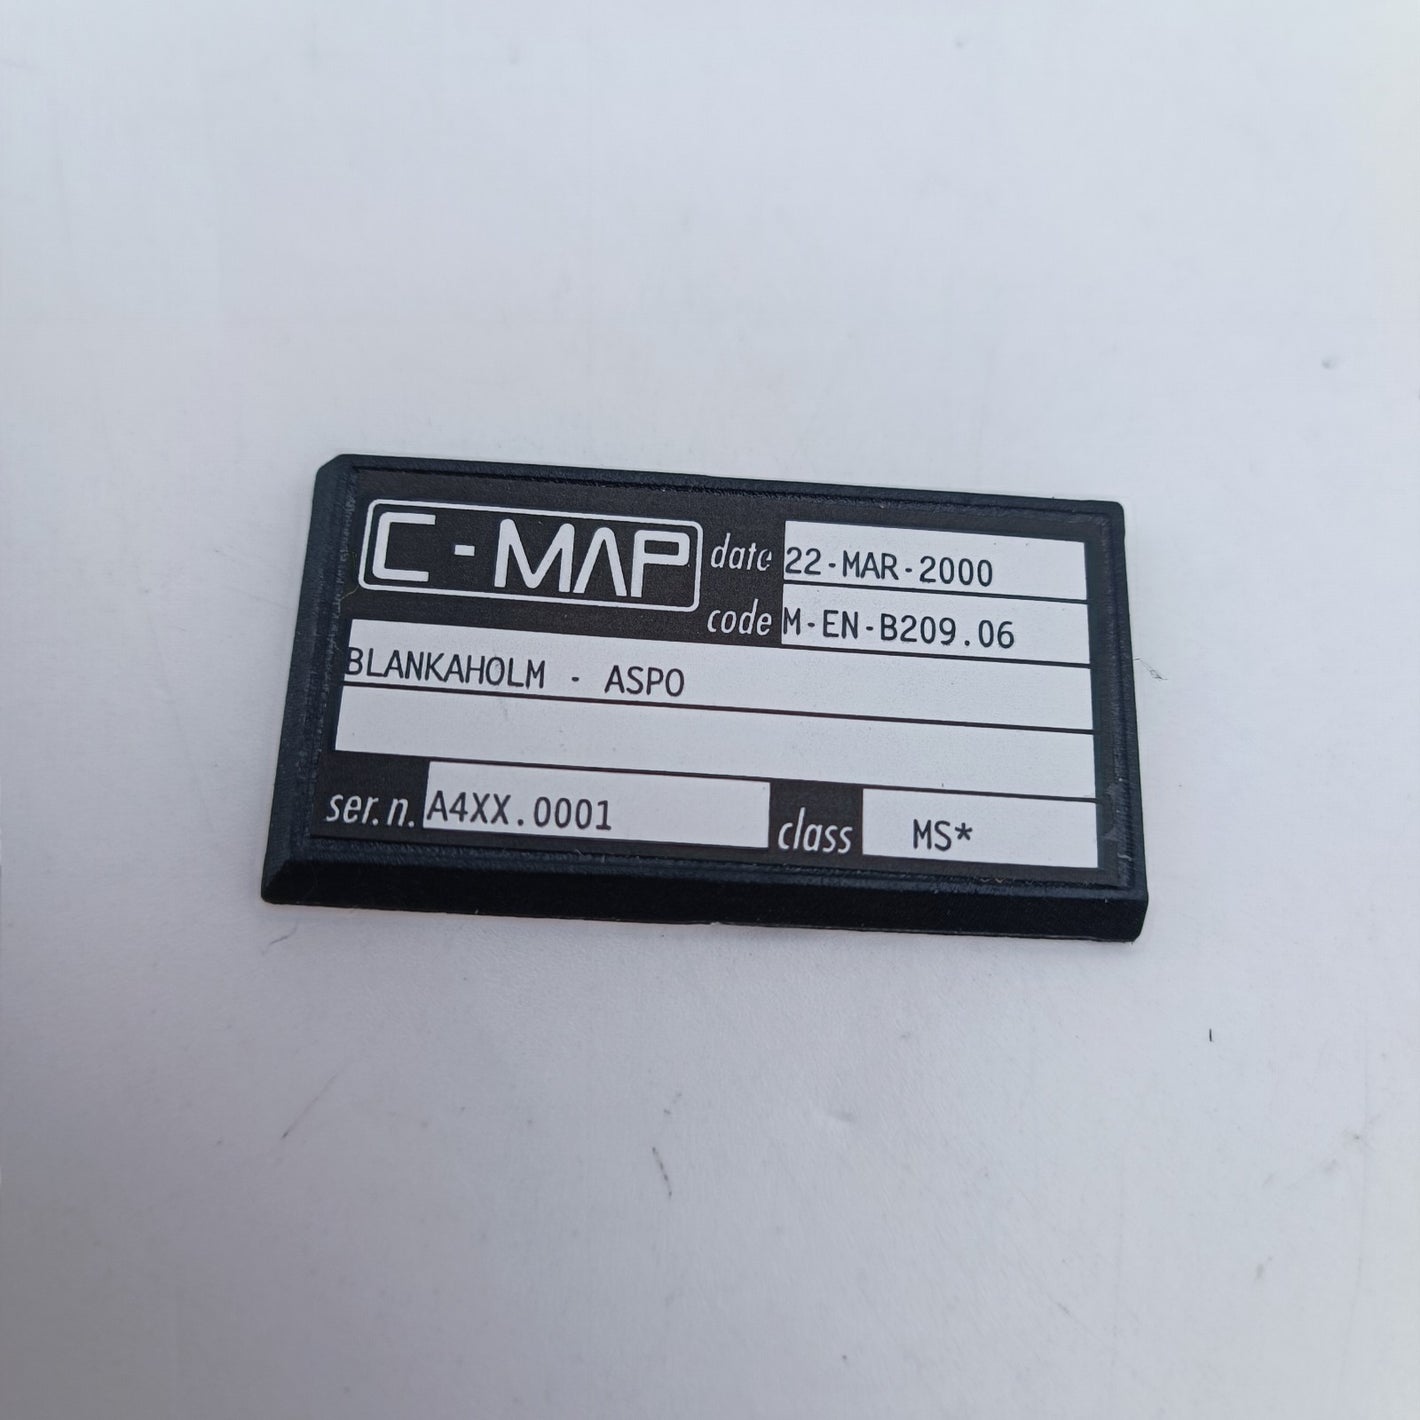 C-MAP
date 22-MAR-2000
code M-EN-B209.06
BLANKAHOLM - ASPO
ser.n. A4XX.0001 class MS*